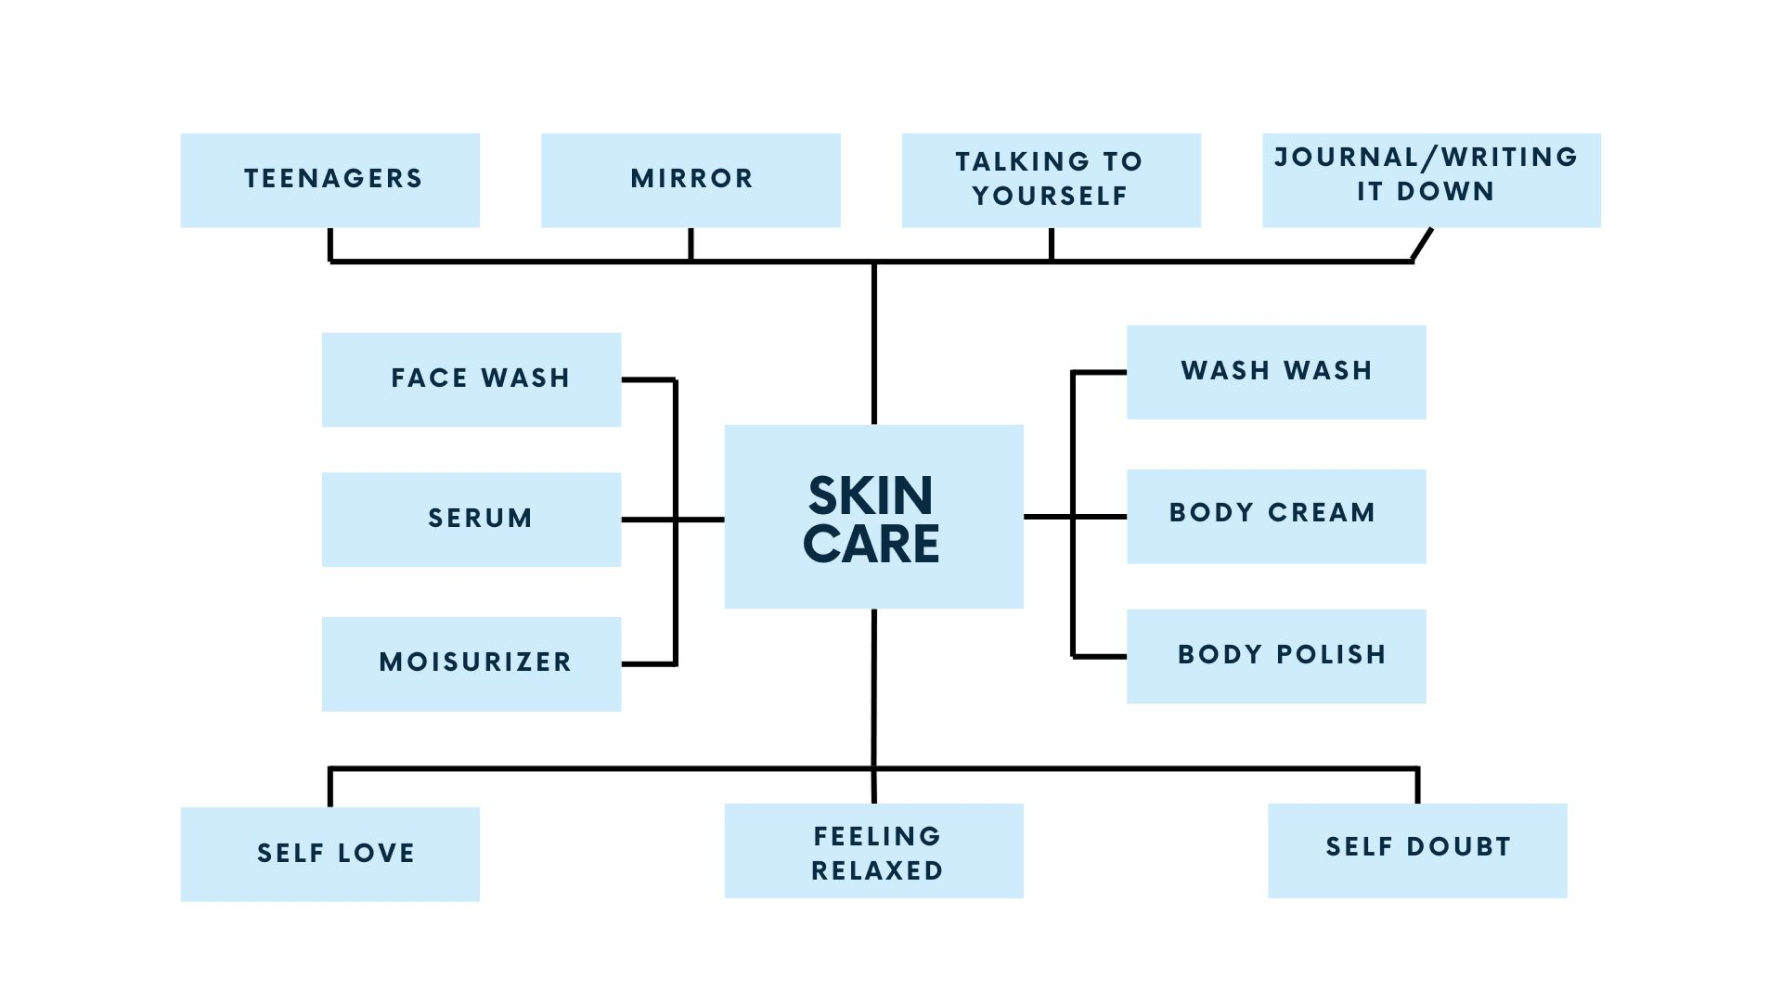 TEENAGERS
MIRROR
TALKING TO
YOURSELF
JOURNAL/WRITING
IT DOWN
FACE WASH
SERUM
MOISURIZER
SKIN
CARE
WASH WASH
BODY CREAM
BODY POLISH
SELF LOVE
FEELING
RELAXED
SELF DOUBT